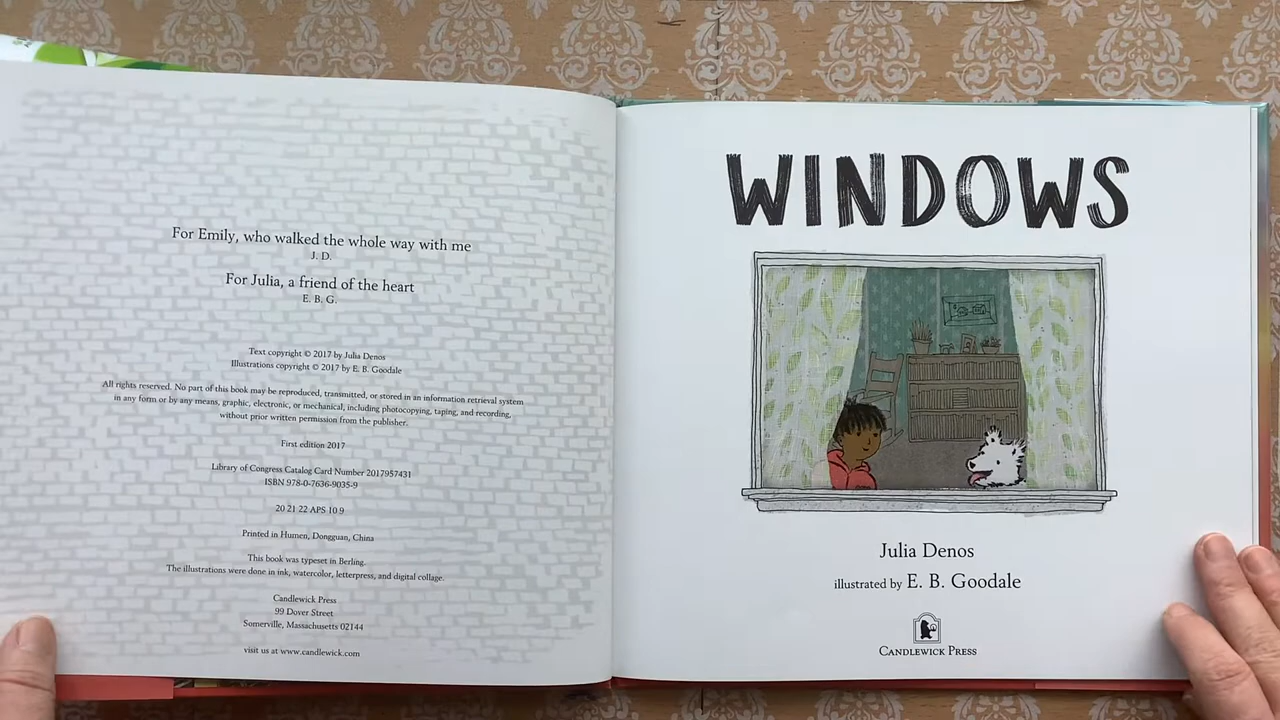 For Emily, who walked the whole way with me
J. D.
For Julia, a friend of the heart
E. B. G.
Text copyright © 2017 by Julia Denos
Illustrations copyright © 2017 by E. B. Goodale
All rights reserved. No part of this book may be reproduced, transmitted, or stored in an information retrieval system
in any form or by any means, graphic, electronic, or mechanical, including photocopying, taping, and recording,
without prior written permission from the publisher.
First edition 2017
Library of Congress Catalog Card Number 2017957431
ISBN 978-0-7636-9035-9
20 21 22 APS 10 9
Printed in Humen, Dongguan, China
This book was typeset in Berling.
The illustrations were done in ink, watercolor, letterpress, and digital collage.
Candlewick Press
99 Dover Street
Somerville, Massachusetts 02144
visit us at www.candlewick.com
WINDOWS
Julia Denos
illustrated by E. B. Goodale
CANDLEWICK PRESS